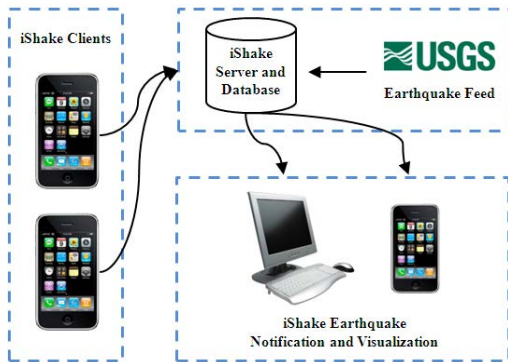 iShake Clients
iShake
Server and
Database
USGS
Earthquake Feed
iShake Earthquake
Notification and Visualization